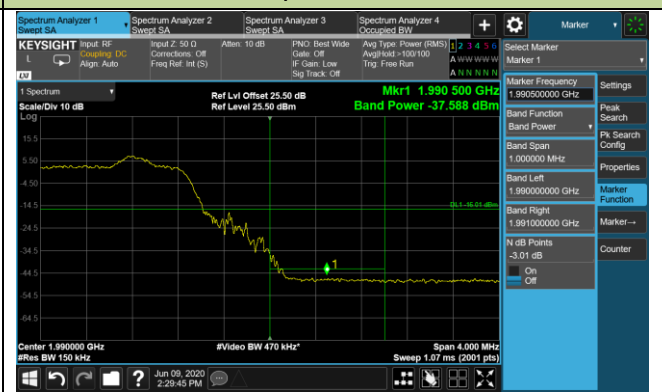 Spectrum Analyzer 1
Swept SA
Spectrum Analyzer 2
Swept SA
Spectrum Analyzer 3
Swept SA
Spectrum Analyzer 4
Occupied BW
+
Marker
KEYSIGHT
L
LXI
Input: RF
Coupling: DC
Align: Auto
Input Z: 50 Ω
Corrections: Off
Freq Ref: Int (S)
Atten: 10 dB
PNO: Best Wide
Gate: Off
IF Gain: Low
Sig Track: Off
Avg Type: Power (RMS)
Avg|Hold:>100/100
Trig: Free Run
1 2 3 4 5 6
A W W W W W
A N N N N N
Select Marker
Marker 1
1 Spectrum
Scale/Div 10 dB
Log
Ref Lvl Offset 25.50 dB
Ref Level 25.50 dBm
Mkr1 1.990 500 GHz
Band Power -37.588 dBm
15.5
5.50
-4.50
-14.5
-24.5
-34.5
-44.5
-54.5
-64.5
DL1 -16.01 dBm
1
Center 1.990000 GHz
#Res BW 150 kHz
#Video BW 470 kHz*
Span 4.000 MHz
Sweep 1.07 ms (2001 pts)
Marker Frequency
1.990500000 GHz
Band Function
Band Power
Band Span
1.000000 MHz
Band Left
1.990000000 GHz
Band Right
1.991000000 GHz
N dB Points
-3.01 dB
On
Off
Settings
Peak
Search
Pk Search
Config
Properties
Marker
Function
Marker→
Counter
?
Jun 09, 2020
2:29:45 PM